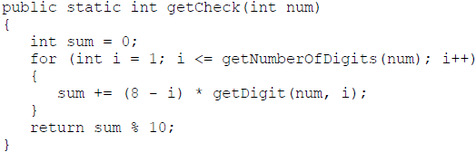 public static int getCheck(int num)
{
   int sum = 0;
   for (int i = 1; i <= getNumberOfDigits(num); i++)
   {
      sum += (8 - i) * getDigit(num, i);
   }
   return sum % 10;
}